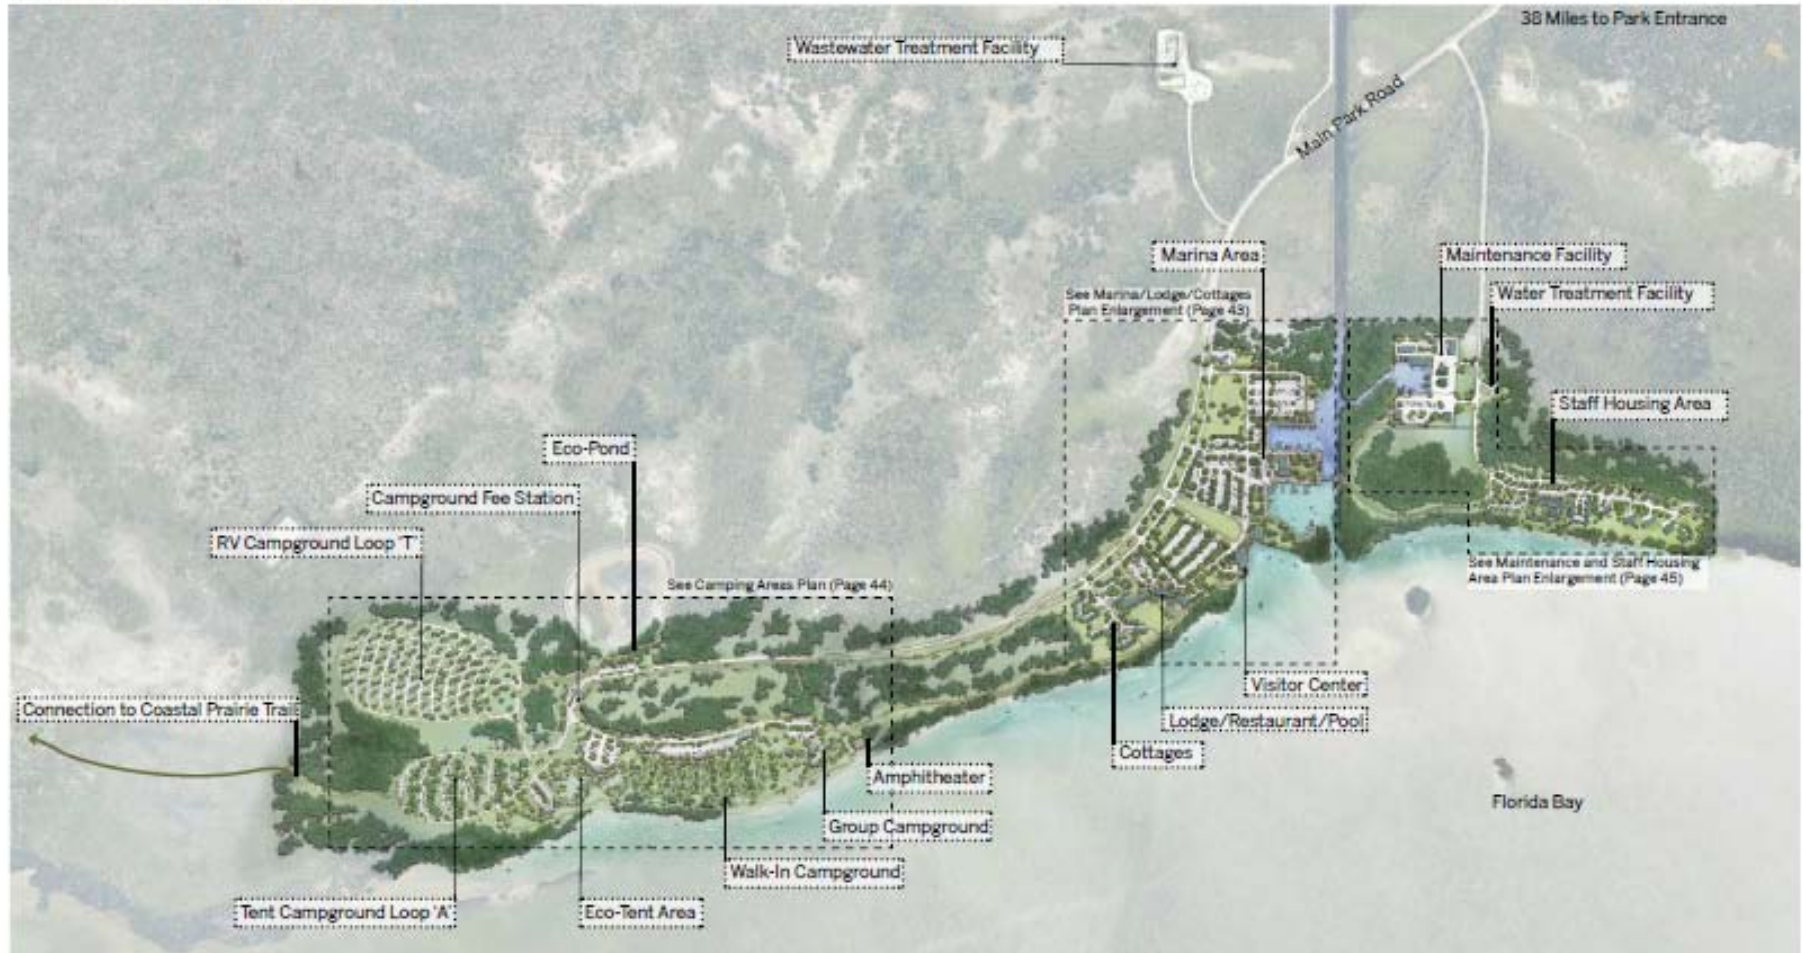 38 Miles to Park Entrance
Wastewater Treatment Facility
Main Park Road
Marina Area
Maintenance Facility
See Marina/Lodge/Cottages
Plan Enlargement (Page 43)
Water Treatment Facility
Staff Housing Area
Eco-Pond
Campground Fee Station
RV Campground Loop 'T'
See Camping Areas Plan (Page 44)
See Maintenance and Staff Housing
Area Plan Enlargement (Page 45)
Connection to Coastal Prairie Trail
Visitor Center
Lodge/Restaurant/Pool
Cottages
Amphitheater
Florida Bay
Group Campground
Walk-In Campground
Tent Campground Loop 'A'
Eco-Tent Area